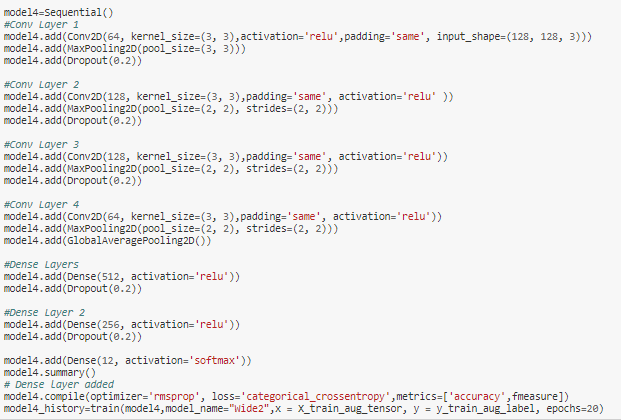 model4=Sequential()
#Conv Layer 1
model4.add(Conv2D(64, kernel_size=(3, 3),activation='relu',padding='same', input_shape=(128, 128, 3)))
model4.add(MaxPooling2D(pool_size=(3, 3)))
model4.add(Dropout(0.2))
#Conv Layer 2
model4.add(Conv2D(128, kernel_size=(3, 3),padding='same', activation='relu' ))
model4.add(MaxPooling2D(pool_size=(2, 2), strides=(2, 2)))
model4.add(Dropout(0.2))
#Conv Layer 3
model4.add(Conv2D(128, kernel_size=(3, 3),padding='same', activation='relu'))
model4.add(MaxPooling2D(pool_size=(2, 2), strides=(2, 2)))
model4.add(Dropout(0.2))
#Conv Layer 4
model4.add(Conv2D(64, kernel_size=(3, 3),padding='same', activation='relu'))
model4.add(MaxPooling2D(pool_size=(2, 2), strides=(2, 2)))
model4.add(GlobalAveragePooling2D())
#Dense Layers
model4.add(Dense(512, activation='relu'))
model4.add(Dropout(0.2))
#Dense Layer 2
model4.add(Dense(256, activation='relu'))
model4.add(Dropout(0.2))
model4.add(Dense(12, activation='softmax'))
model4.summary()
# Dense layer added
model4.compile(optimizer='rmsprop', loss='categorical_crossentropy',metrics=['accuracy',fmeasure])
model4_history=train(model4,model_name="Wide2",x = X_train_aug_tensor, y = y_train_aug_label, epochs=20)